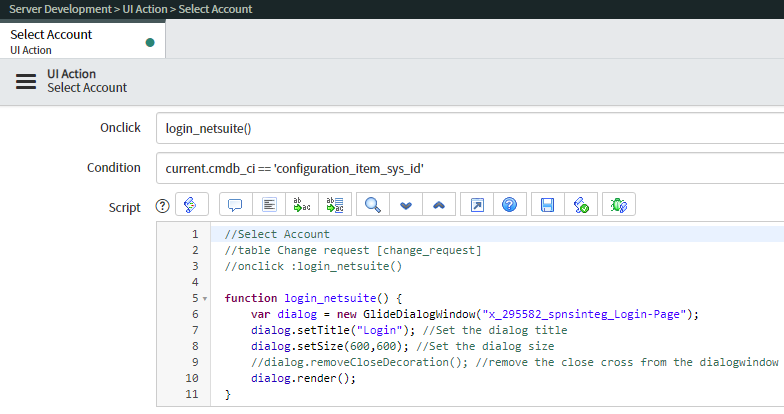 Server Development > UI Action > Select Account
Select Account
UI Action
UI Action
Select Account
Onclick login_netsuite()
Condition current.cmdb_ci == 'configuration_item_sys_id'
Script
1 //Select Account
2 //table Change request [change_request]
3 //onclick :login_netsuite()
4
5 function login_netsuite() {
6 var dialog = new GlideDialogWindow("x_295582_spnsinteg_Login-Page");
7 dialog.setTitle("Login"); //Set the dialog title
8 dialog.setSize(600,600); //Set the dialog size
9 //dialog.removeCloseDecoration(); //remove the close cross from the dialogwindow
10 dialog.render();
11 }